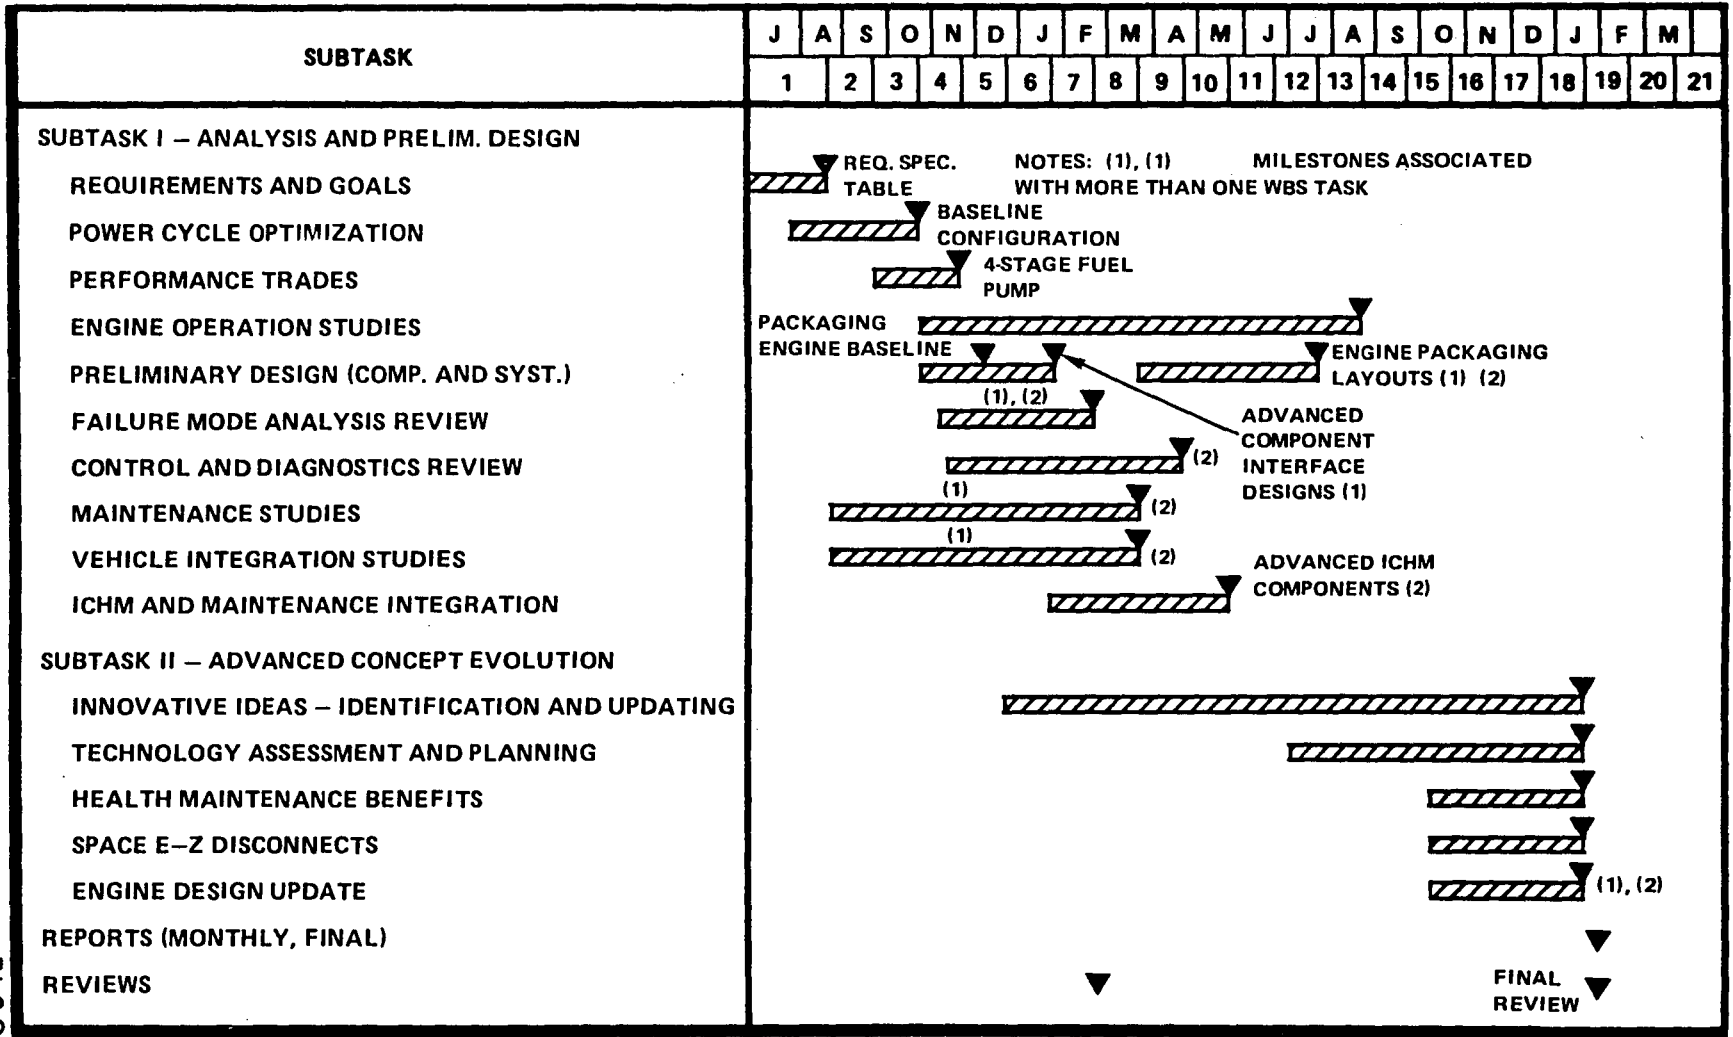 SUBTASK
J A S O N D J F M A M J J A S O N D J F M
1 2 3 4 5 6 7 8 9 10 11 12 13 14 15 16 17 18 19 20 21
SUBTASK I – ANALYSIS AND PRELIM. DESIGN
REQUIREMENTS AND GOALS
REQ. SPEC.
TABLE
NOTES: (1), (1) MILESTONES ASSOCIATED
WITH MORE THAN ONE WBS TASK
POWER CYCLE OPTIMIZATION
BASELINE
CONFIGURATION
PERFORMANCE TRADES
4-STAGE FUEL
PUMP
ENGINE OPERATION STUDIES
PACKAGING
ENGINE BASELINE
PRELIMINARY DESIGN (COMP. AND SYST.)
ENGINE PACKAGING
LAYOUTS (1) (2)
(1), (2)
FAILURE MODE ANALYSIS REVIEW
ADVANCED
COMPONENT
INTERFACE
DESIGNS (1)
CONTROL AND DIAGNOSTICS REVIEW
(2)
(1)
MAINTENANCE STUDIES
(2)
(1)
VEHICLE INTEGRATION STUDIES
(2)
ADVANCED ICHM
COMPONENTS (2)
ICHM AND MAINTENANCE INTEGRATION
SUBTASK II – ADVANCED CONCEPT EVOLUTION
INNOVATIVE IDEAS – IDENTIFICATION AND UPDATING
TECHNOLOGY ASSESSMENT AND PLANNING
HEALTH MAINTENANCE BENEFITS
SPACE E–Z DISCONNECTS
ENGINE DESIGN UPDATE
(1), (2)
REPORTS (MONTHLY, FINAL)
REVIEWS
FINAL
REVIEW